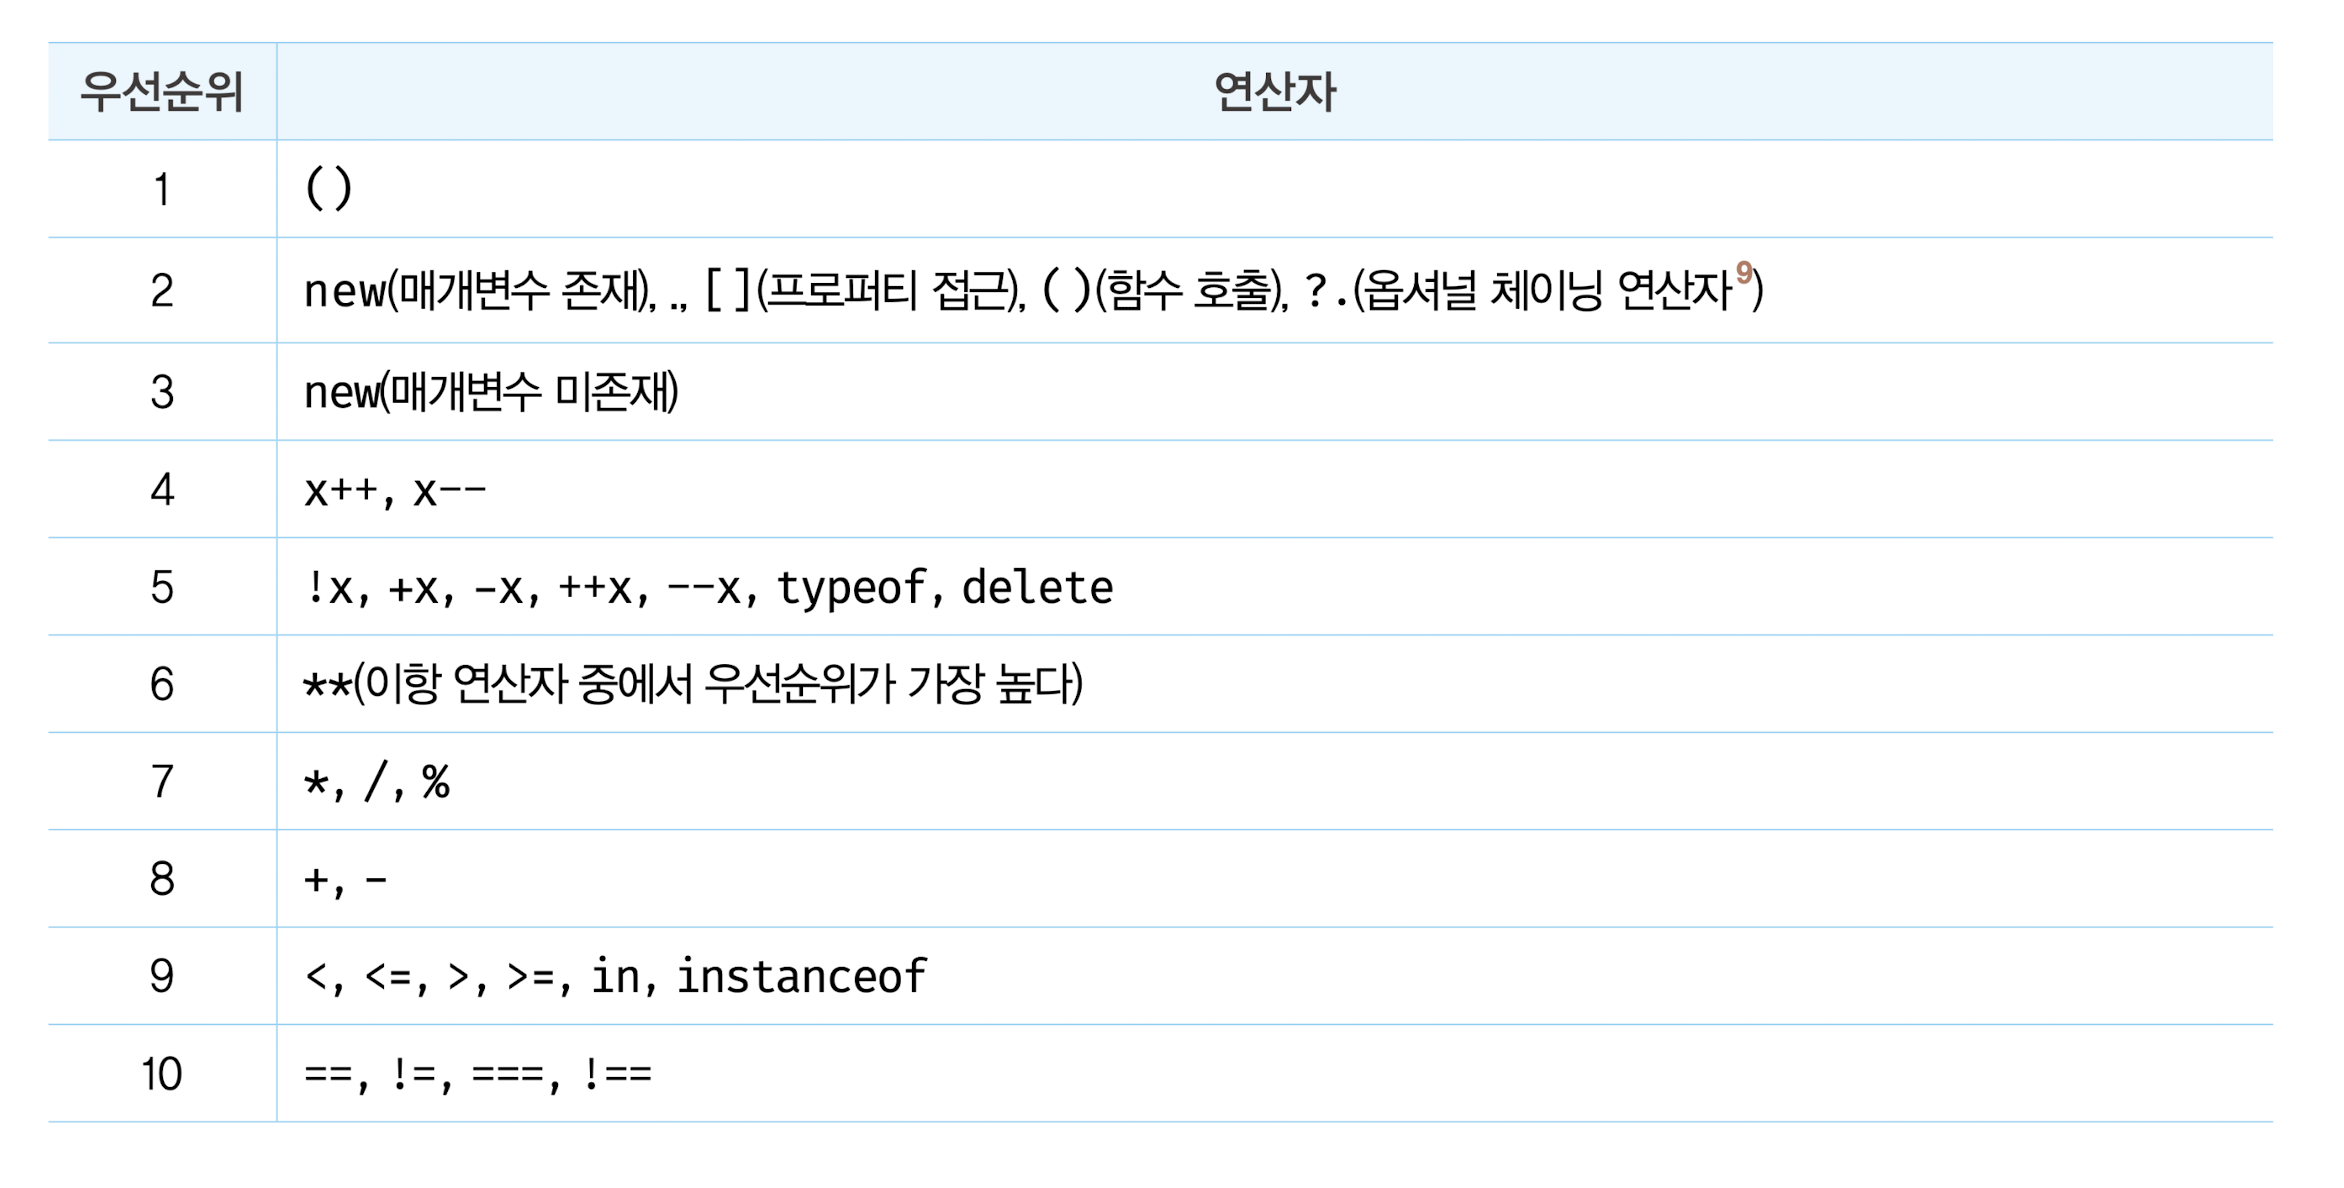 우선순위 연산자
1 ()
2 new(매개변수 존재), ., [](프로퍼티 접근), ()(함수 호출), ?.(옵셔널 체이닝 연산자9)
3 new(매개변수 미존재)
4 x++, x--
5 !x, +x, -x, ++x, --x, typeof, delete
6 **(이항 연산자 중에서 우선순위가 가장 높다)
7 *, /, %
8 +, -
9 <, <=, >, >=, in, instanceof
10 ==, !=, ===, !==